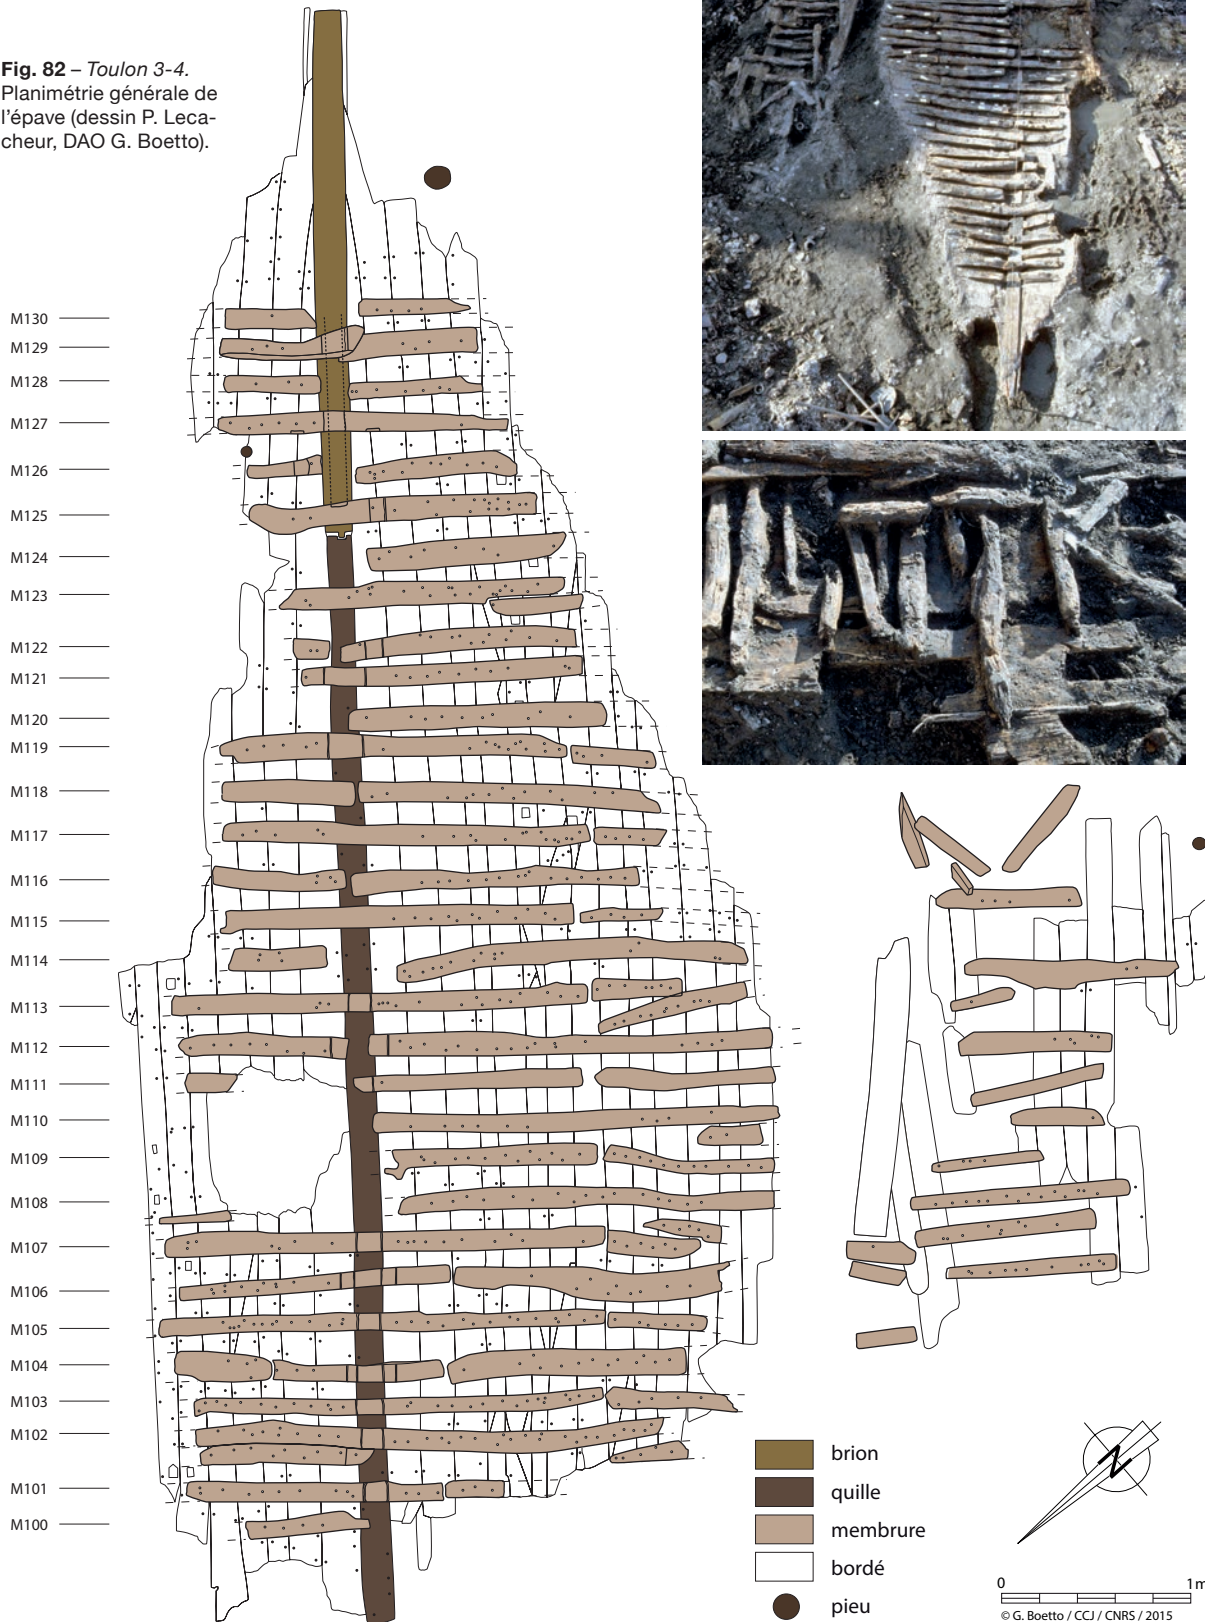 Fig. 82 – Toulon 3-4.
Planimétrie générale de
l'épave (dessin P. Leca-
cheur, DAO G. Boetto).
M130
M129
M128
M127
M126
M125
M124
M123
M122
M121
M120
M119
M118
M117
M116
M115
M114
M113
M112
M111
M110
M109
M108
M107
M106
M105
M104
M103
M102
M101
M100
brion
quille
membrure
bordé
pieu
N
0 1m
© G. Boetto / CCJ / CNRS / 2015